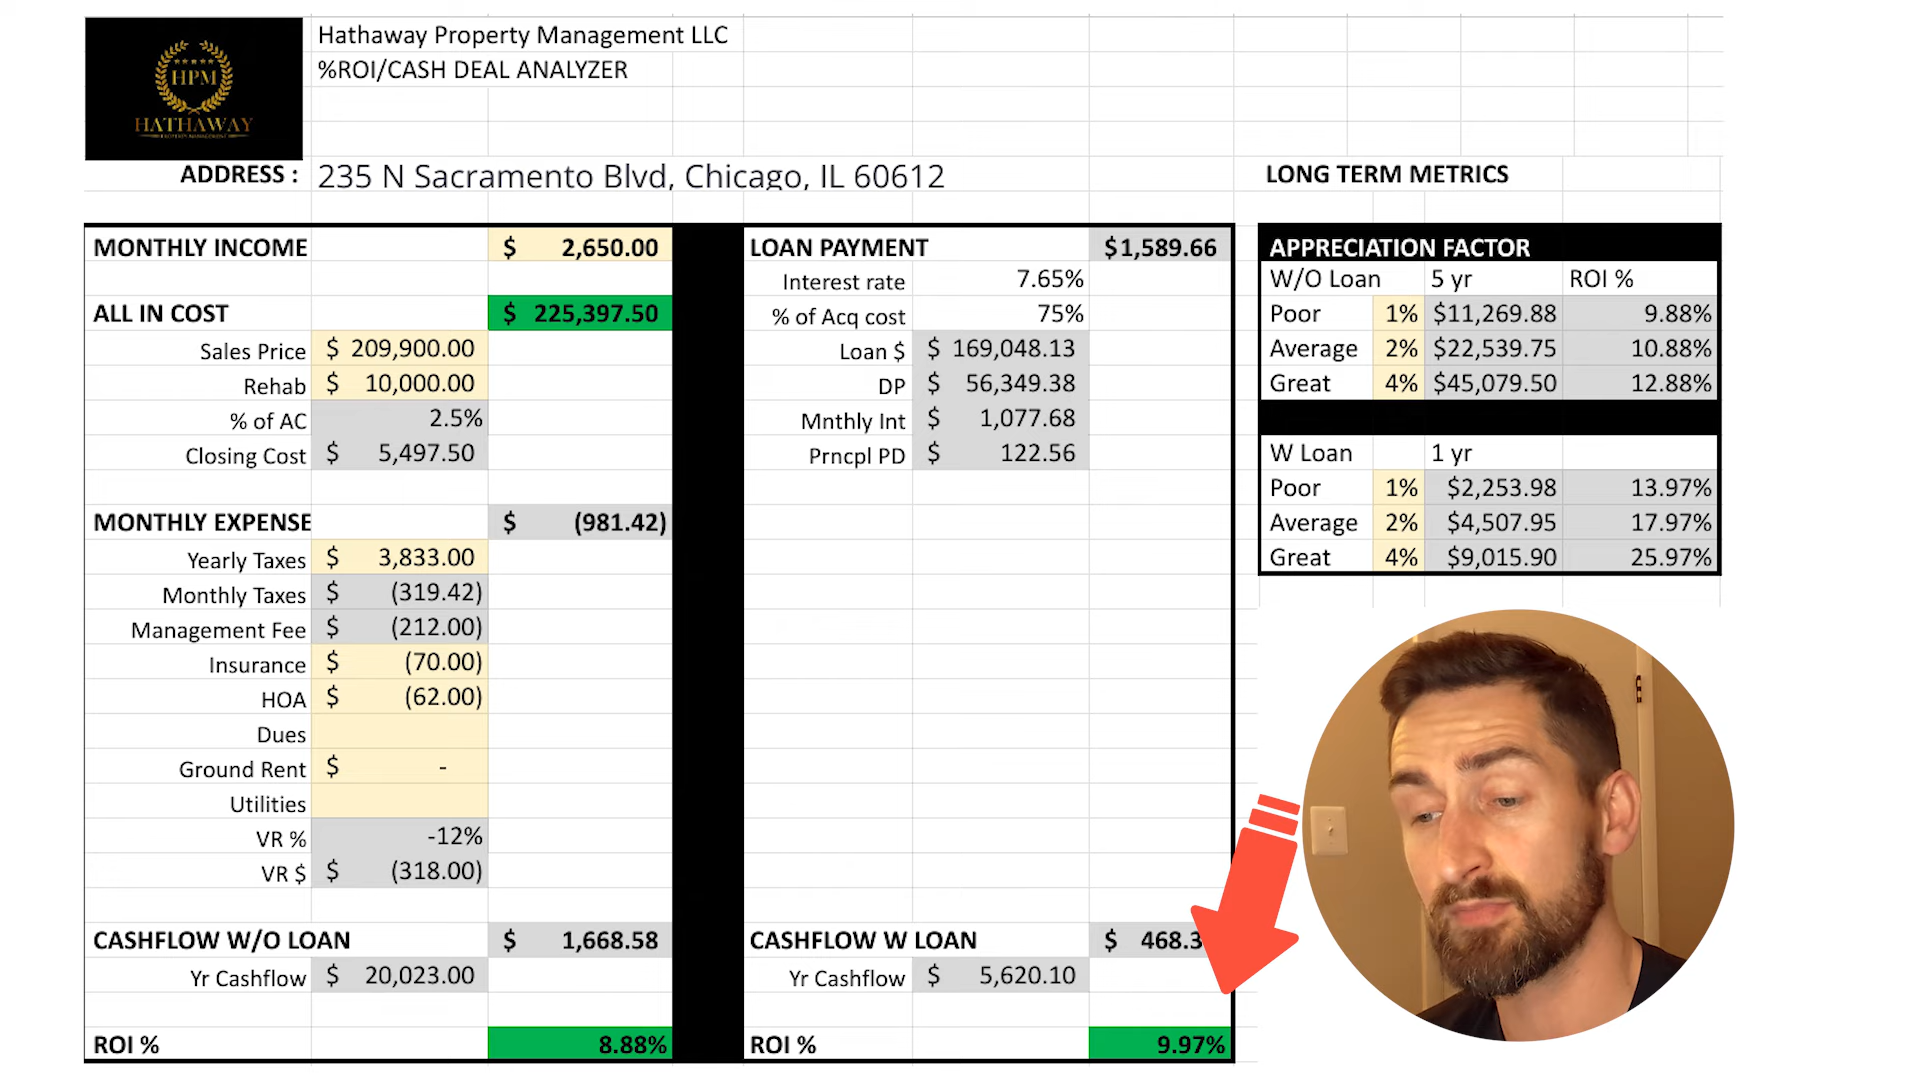 HPM
HATHAWAY
Hathaway Property Management LLC
%ROI/CASH DEAL ANALYZER
ADDRESS : 235 N Sacramento Blvd, Chicago, IL 60612
MONTHLY INCOME $ 2,650.00
ALL IN COST $ 225,397.50
Sales Price $ 209,900.00
Rehab $ 10,000.00
% of AC 2.5%
Closing Cost $ 5,497.50
MONTHLY EXPENSE $ (981.42)
Yearly Taxes $ 3,833.00
Monthly Taxes $ (319.42)
Management Fee $ (212.00)
Insurance $ (70.00)
HOA $ (62.00)
Dues
Ground Rent $ -
Utilities
VR % -12%
VR $ $ (318.00)
CASHFLOW W/O LOAN $ 1,668.58
Yr Cashflow $ 20,023.00
ROI % 8.88%
LOAN PAYMENT $1,589.66
Interest rate 7.65%
% of Acq cost 75%
Loan $ $ 169,048.13
DP $ 56,349.38
Mnthly Int $ 1,077.68
Prncpl PD $ 122.56
CASHFLOW W LOAN $ 468.3
Yr Cashflow $ 5,620.10
ROI % 9.97%
LONG TERM METRICS
APPRECIATION FACTOR
W/O Loan 5 yr ROI %
Poor 1% $11,269.88 9.88%
Average 2% $22,539.75 10.88%
Great 4% $45,079.50 12.88%
W Loan 1 yr
Poor 1% $2,253.98 13.97%
Average 2% $4,507.95 17.97%
Great 4% $9,015.90 25.97%